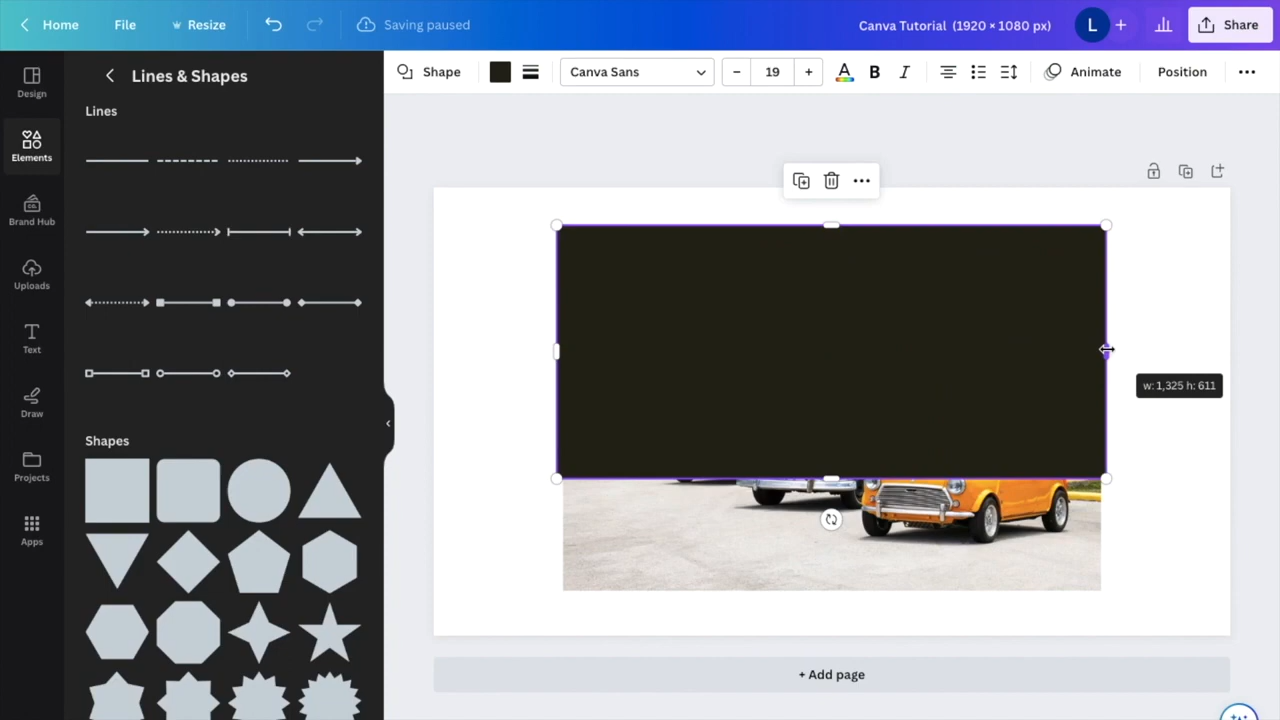 Home
File
Resize
Saving paused
Canva Tutorial (1920 × 1080 px)
L
Share
Design
Elements
Brand Hub
Uploads
Text
Draw
Projects
Apps
Lines & Shapes
Lines
Shapes
Shape
Canva Sans
19
A
B
I
Animate
Position
w: 1,325 h: 611
+ Add page